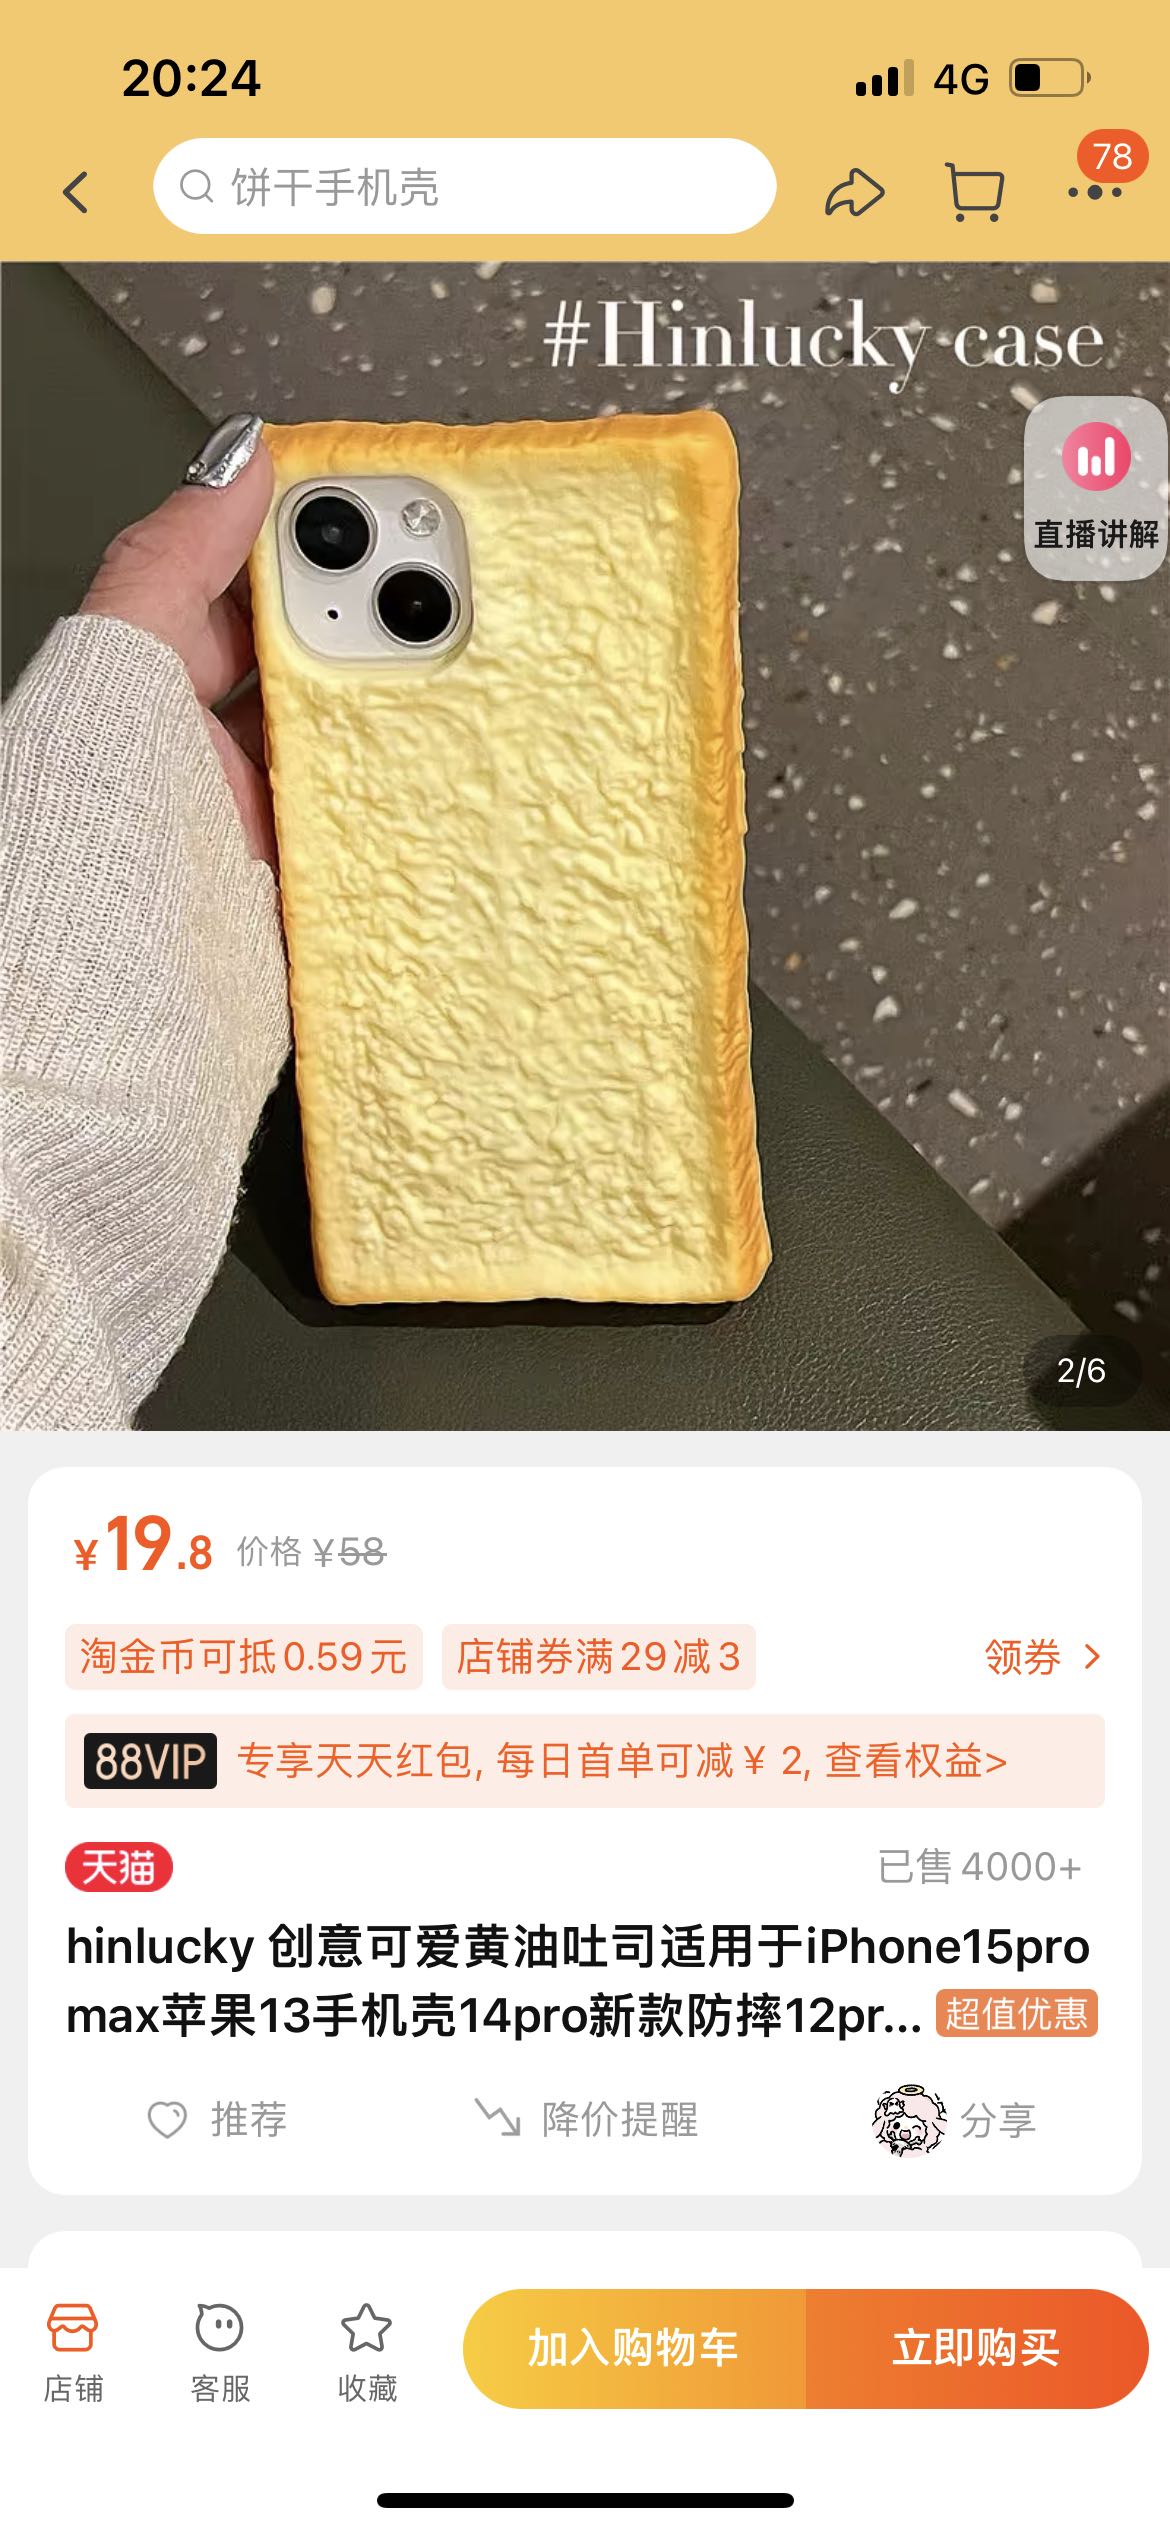 20:24
4G
78
饼干手机壳
#Hinlucky case
直播讲解
2/6
¥19.8 价格 ¥58
淘金币可抵0.59元 店铺券满29减3 领券 >
88VIP 专享天天红包, 每日首单可减¥ 2, 查看权益>
天猫 已售4000+
hinlucky 创意可爱黄油吐司适用于iPhone15pro
max苹果13手机壳14pro新款防摔12pr... 超值优惠
推荐 降价提醒 分享
店铺 客服 收藏 加入购物车 立即购买